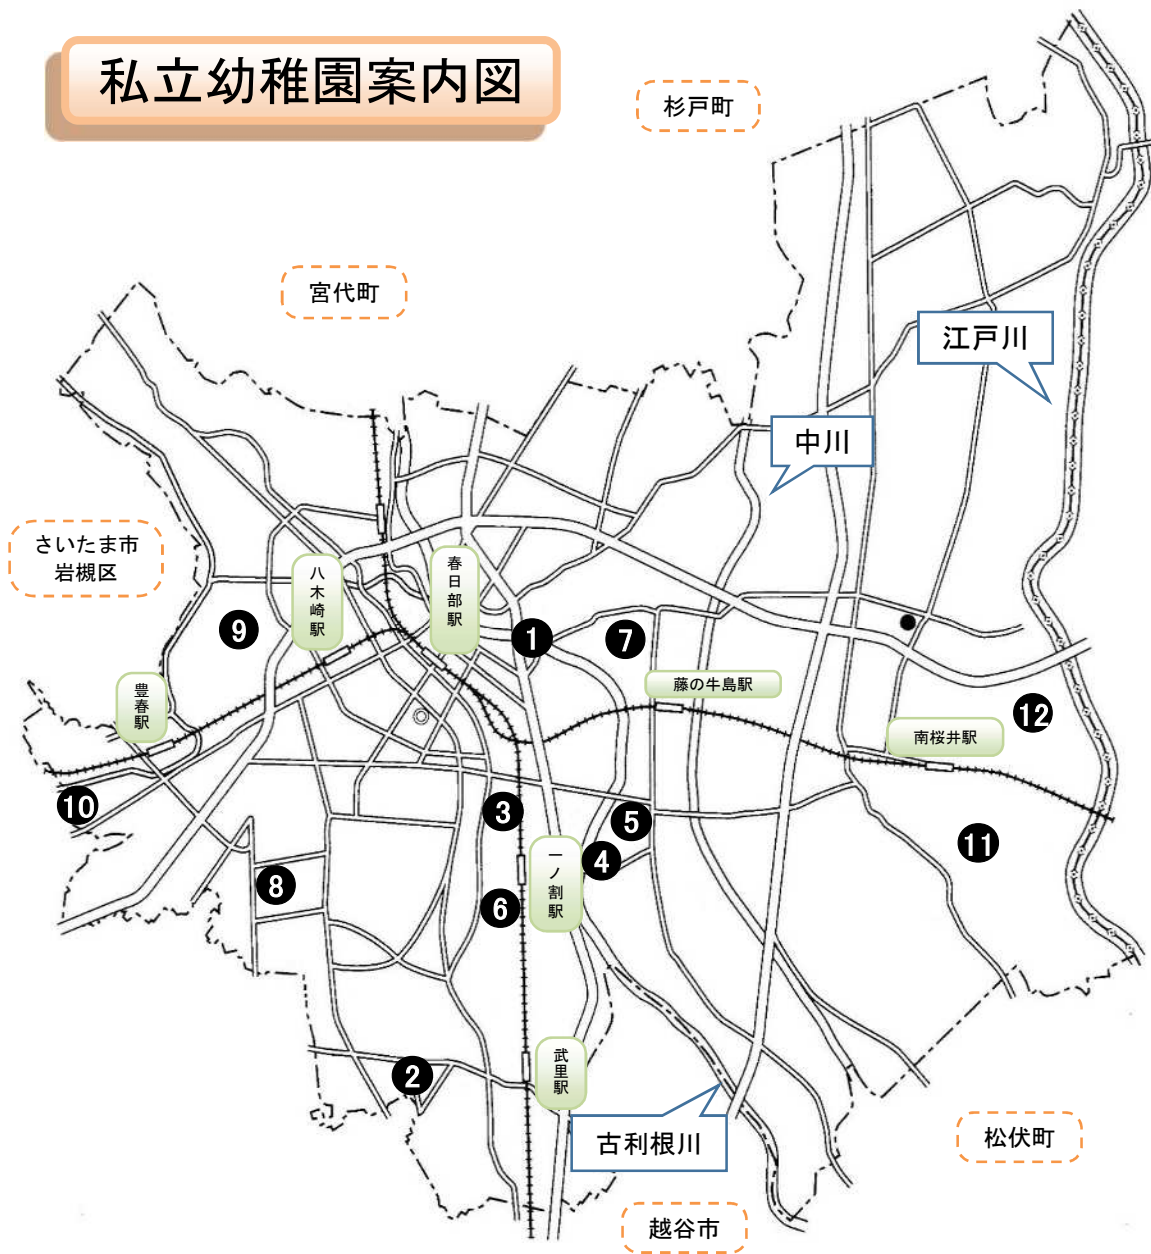 私立幼稚園案内図
杉戸町
宮代町
江戸川
中川
さいたま市
岩槻区
八木崎駅
春日部駅
9
1
7
豊春駅
藤の牛島駅
12
南桜井駅
10
3
5
11
4
一ノ割駅
8
6
武里駅
2
古利根川
松伏町
越谷市